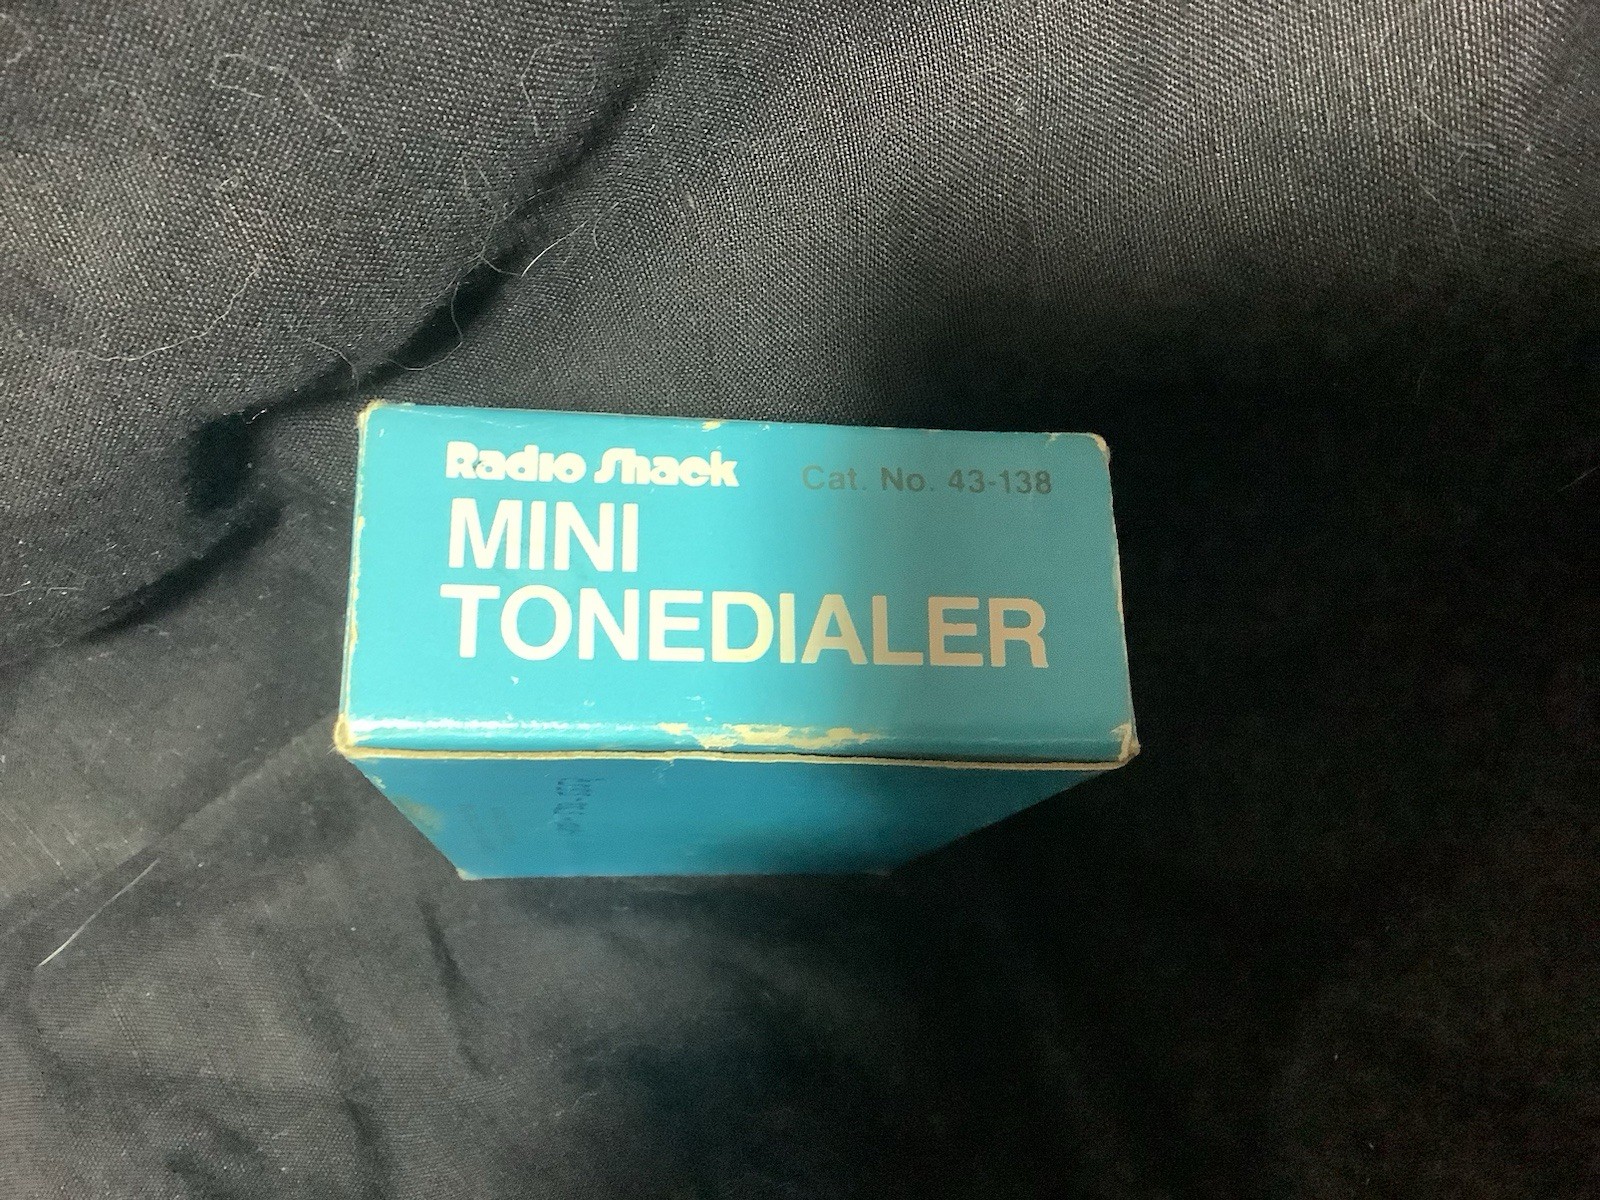 Radio Shack
Cat. No. 43-138
MINI
TONEDIALER